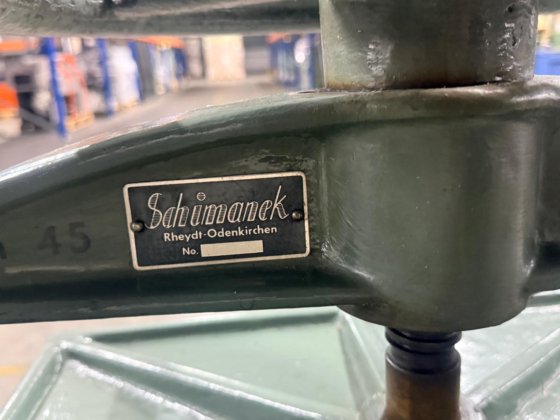 Schimanek
Rheydt-Odenkirchen
No.
45